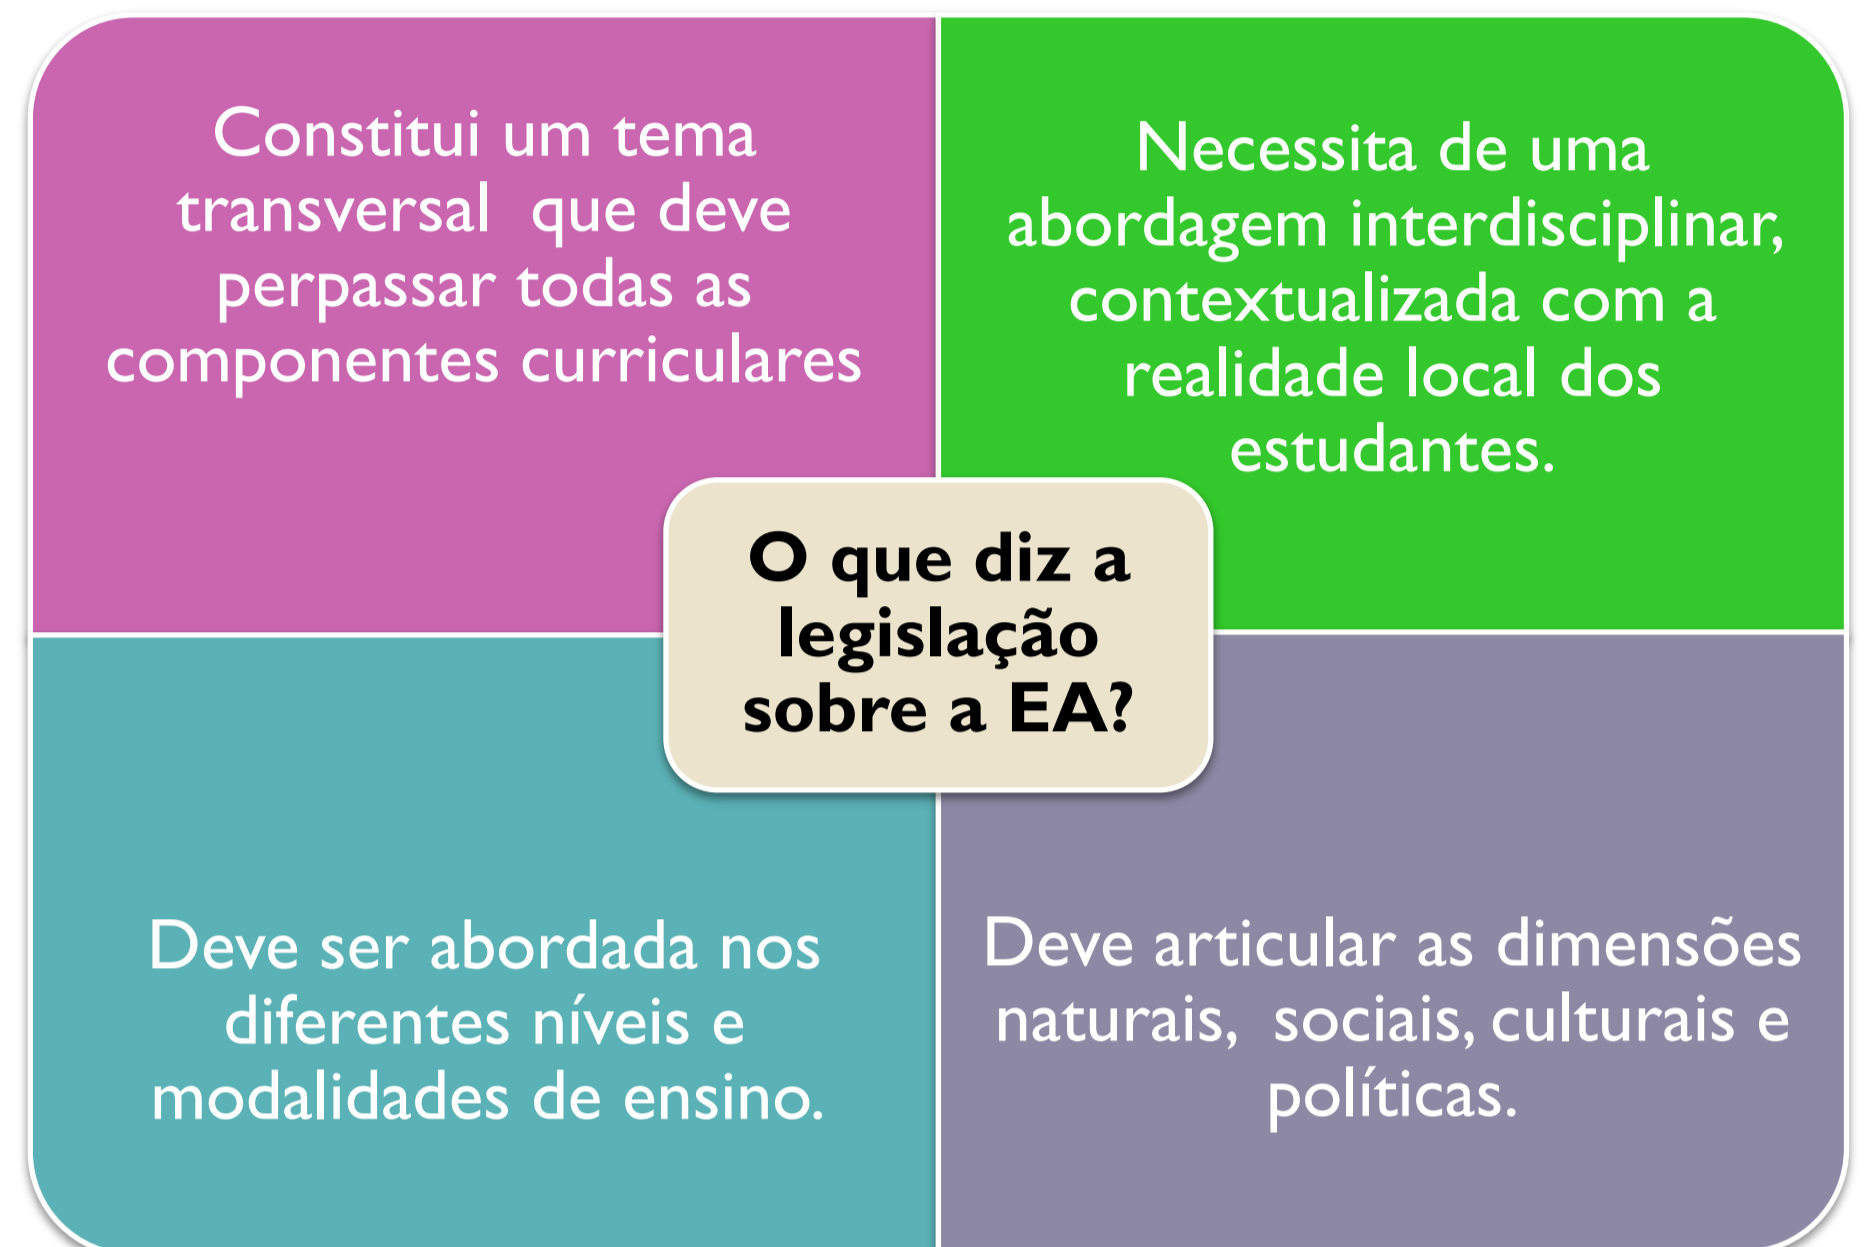 Constitui um tema
transversal que deve
perpassar todas as
componentes curriculares
Necessita de uma
abordagem interdisciplinar,
contextualizada com a
realidade local dos
estudantes.
O que diz a
legislação
sobre a EA?
Deve ser abordada nos
diferentes níveis e
modalidades de ensino.
Deve articular as dimensões
naturais, sociais, culturais e
políticas.